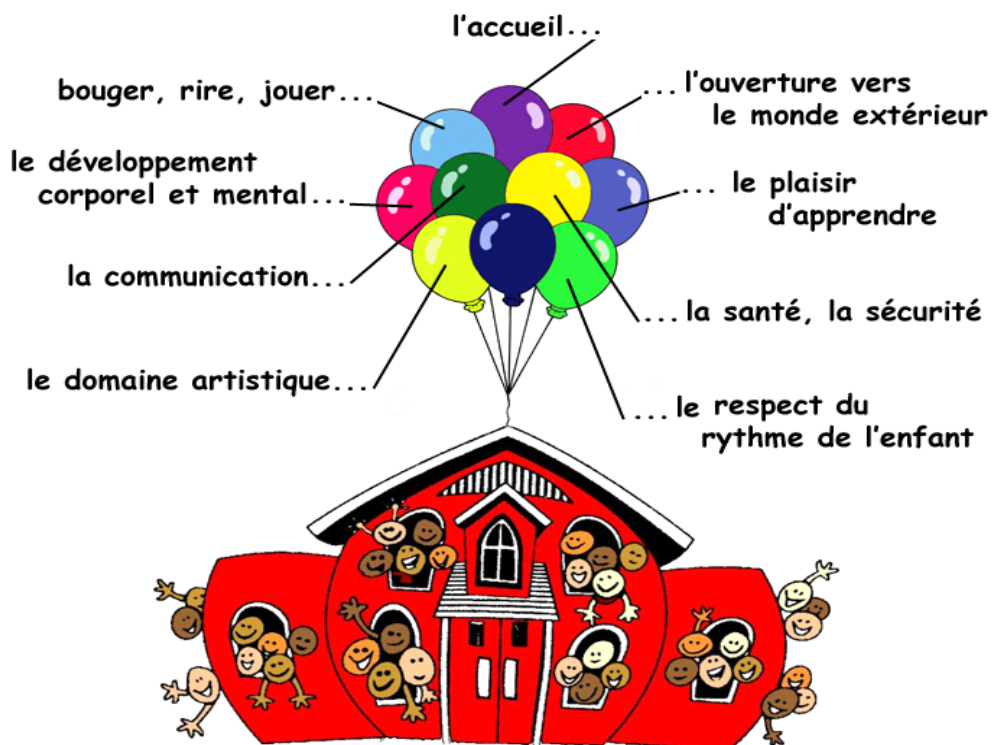 l'accueil...
bouger, rire, jouer...
...l'ouverture vers
le monde extérieur
le développement
corporel et mental...
... le plaisir
d'apprendre
la communication...
...la santé, la sécurité
le domaine artistique...
...le respect du
rythme de l'enfant